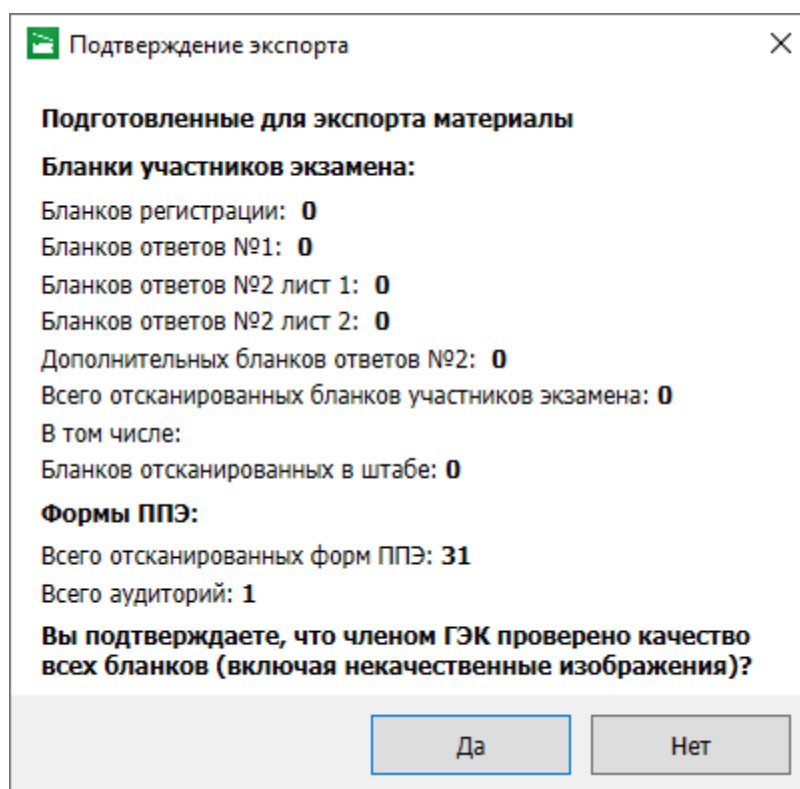 Подтверждение экспорта
Подготовленные для экспорта материалы
Бланки участников экзамена:
Бланков регистрации: 0
Бланков ответов №1: 0
Бланков ответов №2 лист 1: 0
Бланков ответов №2 лист 2: 0
Дополнительных бланков ответов №2: 0
Всего отсканированных бланков участников экзамена: 0
В том числе:
Бланков отсканированных в штабе: 0
Формы ППЭ:
Всего отсканированных форм ППЭ: 31
Всего аудиторий: 1
Вы подтверждаете, что членом ГЭК проверено качество
всех бланков (включая некачественные изображения)?
Да Нет